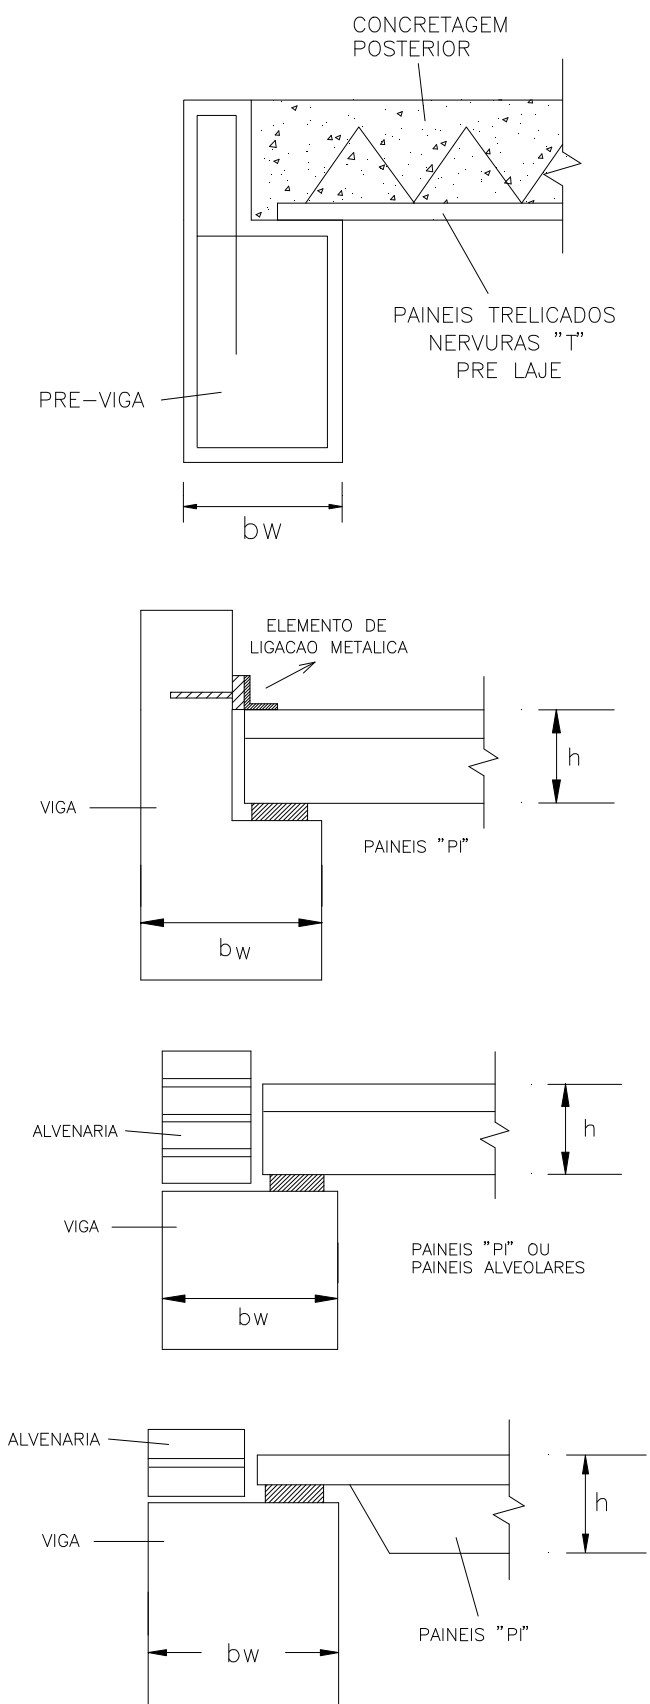 CONCRETAGEM
POSTERIOR
PAINEIS TRELICADOS
NERVURAS "T"
PRE LAJE
PRE-VIGA
bw
ELEMENTO DE
LIGACAO METALICA
h
VIGA
PAINEIS "PI"
bw
ALVENARIA
h
VIGA
PAINEIS "PI" OU
PAINEIS ALVEOLARES
bw
ALVENARIA
h
VIGA
PAINEIS "PI"
bw